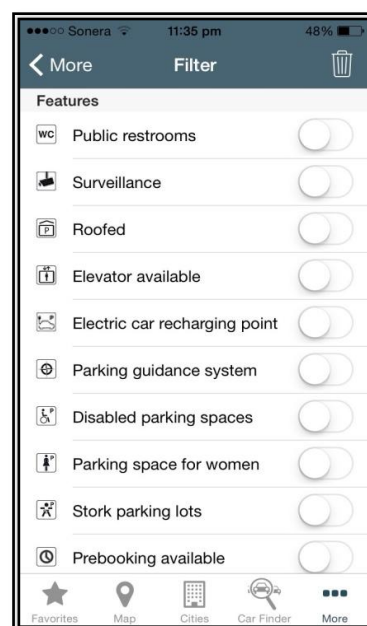 Sonera 11:35 pm 48%
More Filter
Features
WC Public restrooms
Surveillance
P Roofed
Elevator available
Electric car recharging point
Parking guidance system
P Disabled parking spaces
P Parking space for women
P Stork parking lots
Prebooking available
Favorites Map Cities Car Finder More